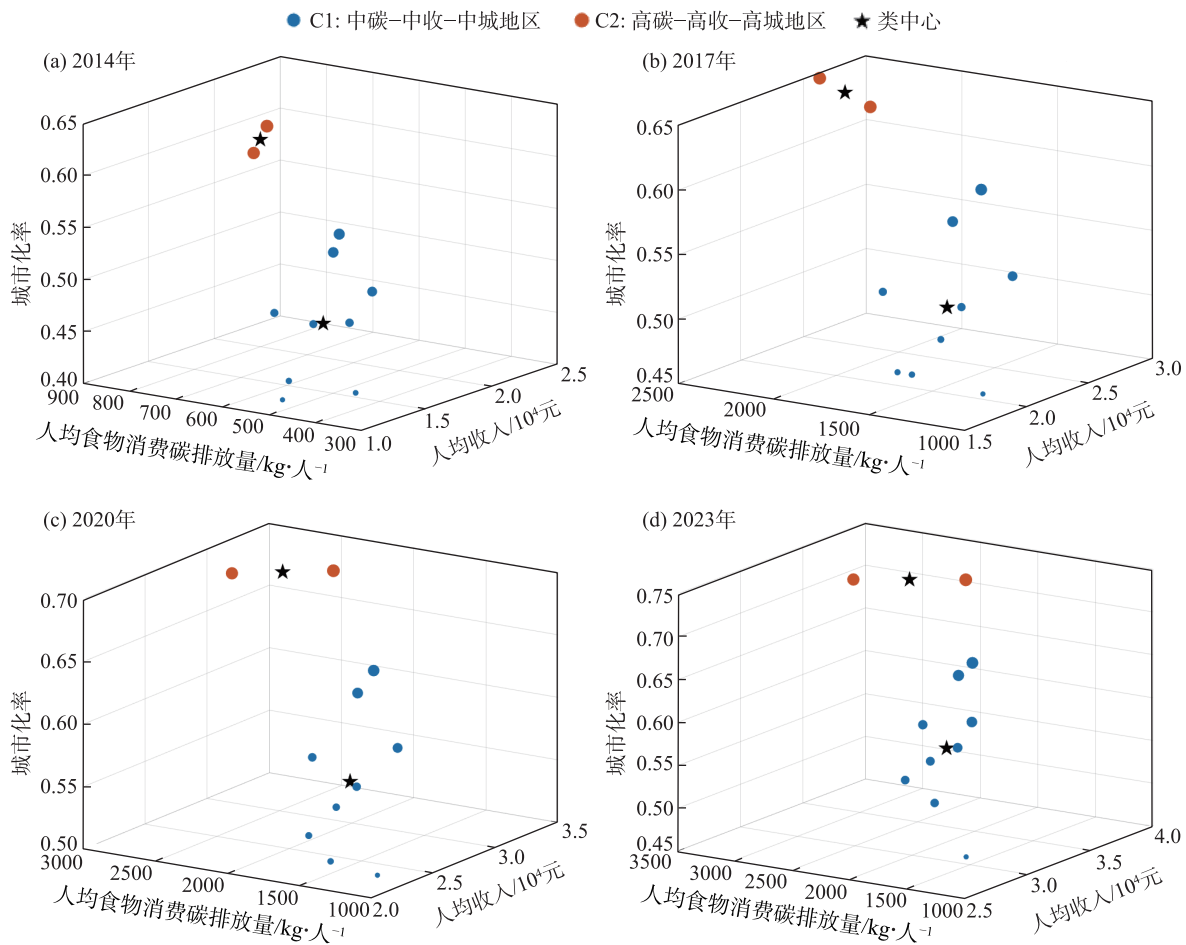 C1: 中碳−中收−中城地区 C2: 高碳−高收−高城地区 类中心
(a) 2014年
0.65
0.60
0.55
0.50
0.45
0.40
城市化率
900 800 700 600 500 400 300
人均食物消费碳排放量/kg·人⁻¹
1.0 1.5 2.0 2.5
人均收入/10⁴元
(b) 2017年
0.65
0.60
0.55
0.50
0.45
城市化率
2500 2000 1500 1000
人均食物消费碳排放量/kg·人⁻¹
1.5 2.0 2.5 3.0
人均收入/10⁴元
(c) 2020年
0.70
0.65
0.60
0.55
0.50
城市化率
3000 2500 2000 1500 1000
人均食物消费碳排放量/kg·人⁻¹
2.0 2.5 3.0 3.5
人均收入/10⁴元
(d) 2023年
0.75
0.70
0.65
0.60
0.55
0.50
0.45
城市化率
3500 3000 2500 2000 1500 1000
人均食物消费碳排放量/kg·人⁻¹
2.5 3.0 3.5 4.0
人均收入/10⁴元